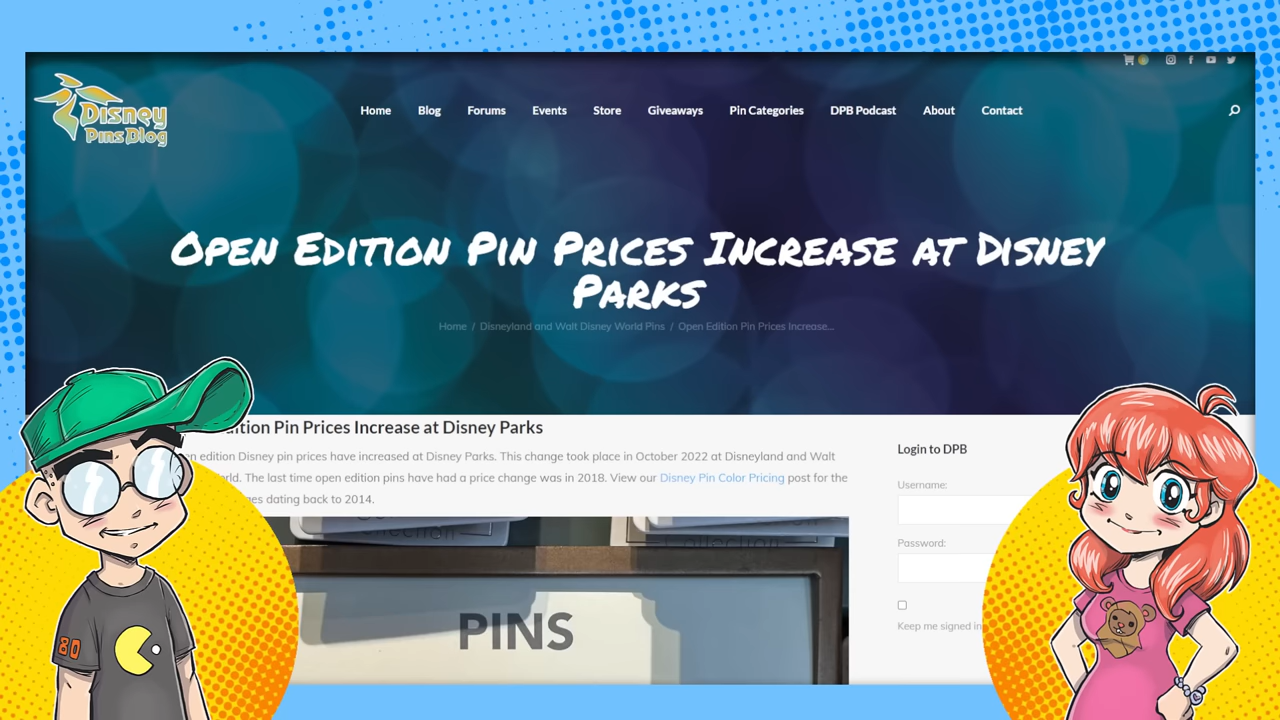 Disney
Pins Blog
Home Blog Forums Events Store Giveaways Pin Categories DPB Podcast About Contact
Open Edition Pin Prices Increase at Disney
Parks
Home / Disneyland and Walt Disney World Pins / Open Edition Pin Prices Increase...
Pin Prices Increase at Disney Parks
edition Disney pin prices have increased at Disney Parks. This change took place in October 2022 at Disneyland and Walt
The last time open edition pins have had a price change was in 2018. View our Disney Pin Color Pricing post for the
dating back to 2014.
Collection
PINS
Login to DPB
Username:
Password:
Keep me signed in
80